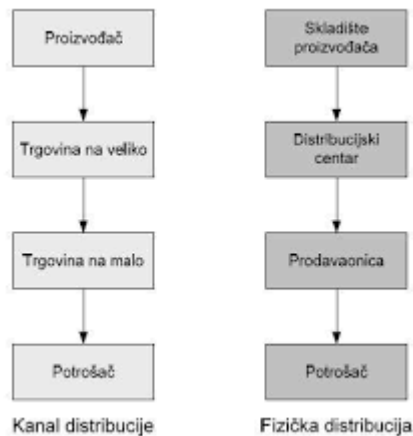 Proizvođač
Trgovina na veliko
Trgovina na malo
Potrošač
Kanal distribucije
Skladište
proizvođača
Distribucijski
centar
Prodavaonica
Potrošač
Fizička distribucija